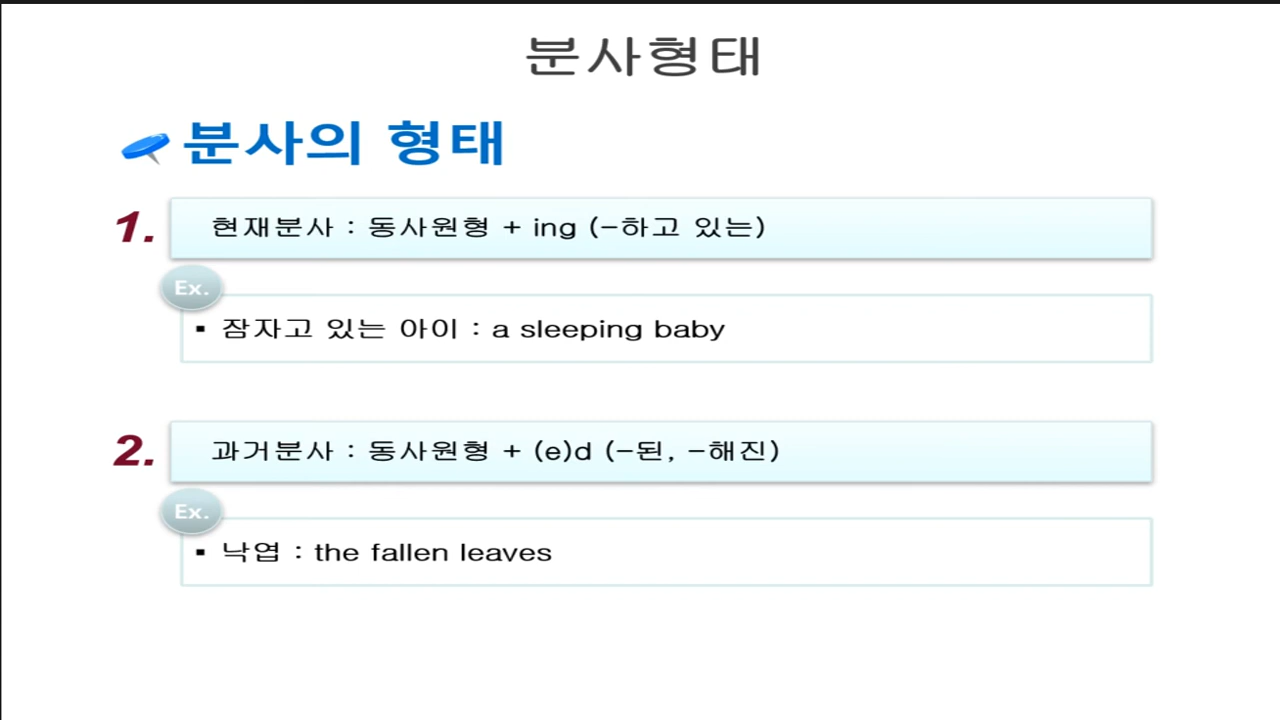 분사형태
분사의 형태
1. 현재분사 : 동사원형 + ing (-하고 있는)
Ex.
▪ 잠자고 있는 아이 : a sleeping baby
2. 과거분사 : 동사원형 + (e)d (-된, -해진)
Ex.
▪ 낙엽 : the fallen leaves